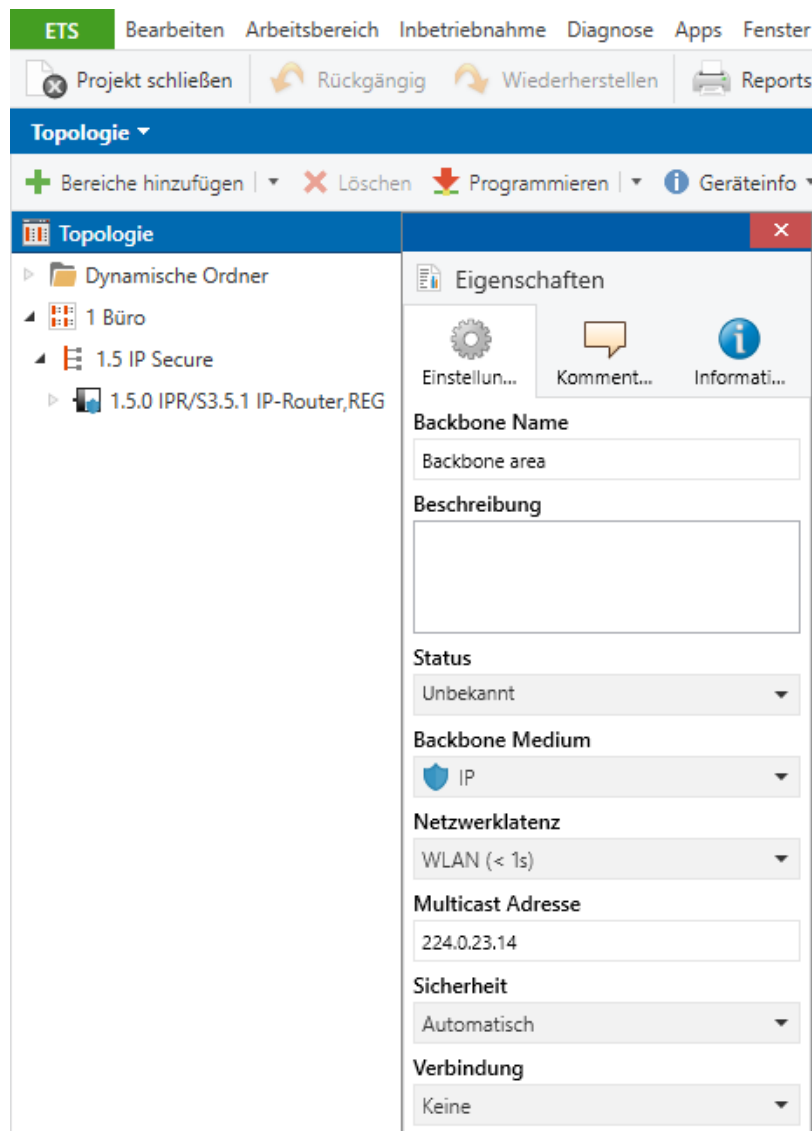 ETS Bearbeiten Arbeitsbereich Inbetriebnahme Diagnose Apps Fenster
Projekt schließen Rückgängig Wiederherstellen Reports
Topologie
Bereiche hinzufügen Löschen Programmieren Geräteinfo
Topologie
Dynamische Ordner
1 Büro
1.5 IP Secure
1.5.0 IPR/S3.5.1 IP-Router,REG
Eigenschaften
Einstellun... Komment... Informati...
Backbone Name
Backbone area
Beschreibung
Status
Unbekannt
Backbone Medium
IP
Netzwerklatenz
WLAN (< 1s)
Multicast Adresse
224.0.23.14
Sicherheit
Automatisch
Verbindung
Keine